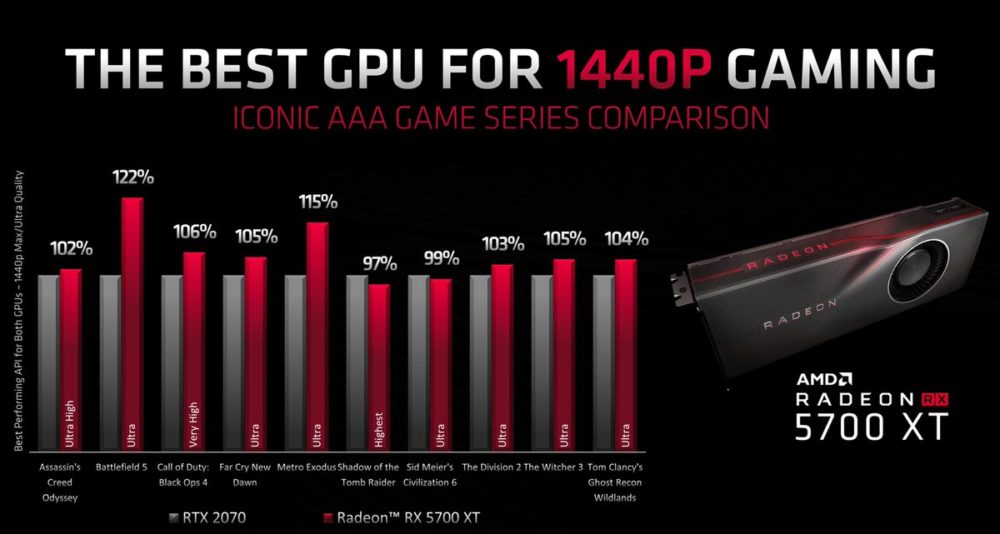 THE BEST GPU FOR 1440P GAMING
ICONIC AAA GAME SERIES COMPARISON
Best Performing API for Both GPUs – 1440p Max/Ultra Quality
102%
122%
106%
105%
115%
97%
99%
103%
105%
104%
Ultra High
Ultra
Very High
Ultra
Ultra
Highest
Ultra
Ultra
Ultra
Ultra
Assassin's
Creed
Odyssey
Battlefield 5
Call of Duty:
Black Ops 4
Far Cry New
Dawn
Metro Exodus
Shadow of the
Tomb Raider
Sid Meier's
Civilization 6
The Division 2
The Witcher 3
Tom Clancy's
Ghost Recon
Wildlands
RTX 2070
Radeon™ RX 5700 XT
RADEON
RADEON
AMD
RADEON RX
5700 XT